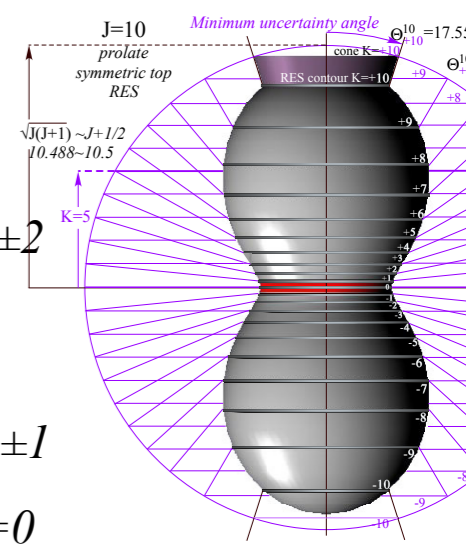 Minimum uncertainty angle
J=10
prolate
symmetric top
RES
Θ¹⁰ =17.55
+10
cone K=+10
Θ¹⁰
+
RES contour K=+10
+9
+8
√J(J+1) ~J+1/2
10.488~10.5
K=5
±2
+9
+8
+7
+6
+5
+4
+3
+2
+1
0
-1
-2
-3
-4
-5
-6
-7
-8
-9
-10
±1
=0
-8
-9
-10